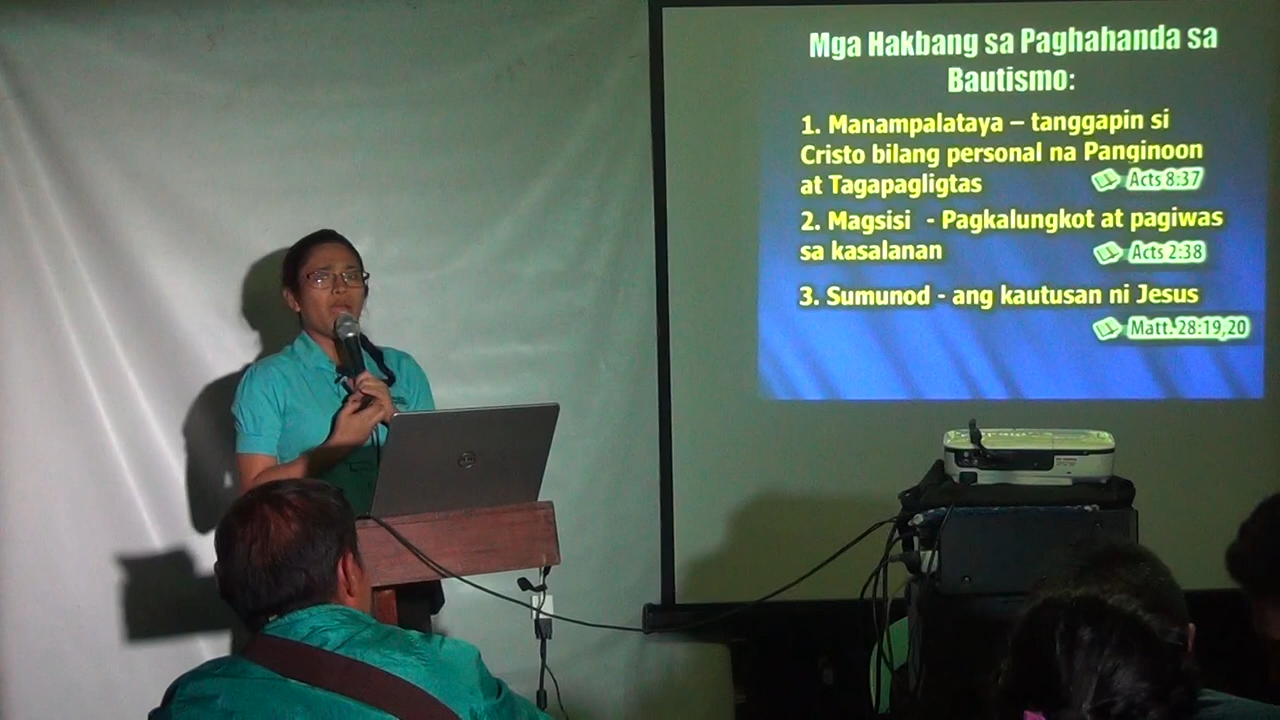 Mga Hakbang sa Paghahanda sa
Bautismo:
1. Manampalataya – tanggapin si
Cristo bilang personal na Panginoon
at Tagapagligtas
Acts 8:37
2. Magsisi - Pagkalungkot at pagiwas
sa kasalanan
Acts 2:38
3. Sumunod - ang kautusan ni Jesus
Matt. 28:19,20
DELL